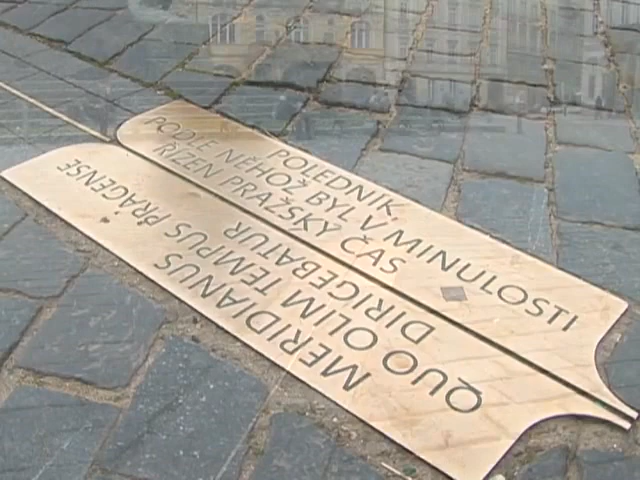 POLEDNÍK,
PODLE NĚHOŽ BYL V MINULOSTI
ŘÍZEN PRAŽSKÝ ČAS
MERIDIANUS
QUO OLIM TEMPUS PRAGENSE
DIRIGEBATUR